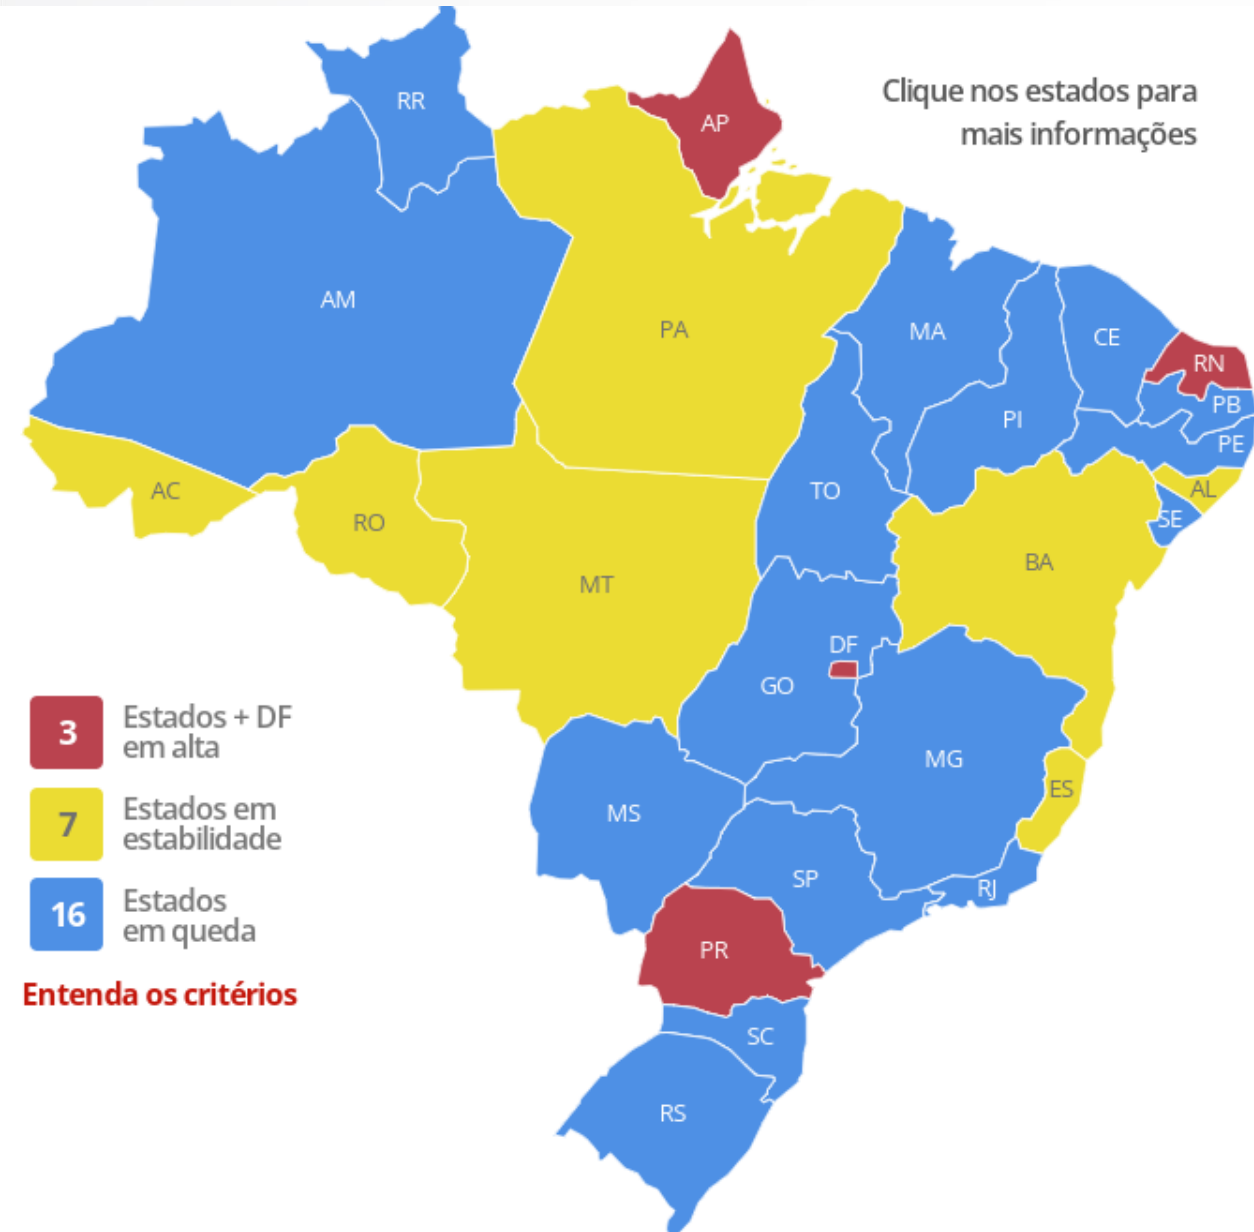 RR
AP
Clique nos estados para
mais informações
AM
PA
MA
CE
RN
PB
PI
PE
TO
AL
AC
SE
RO
BA
MT
DF
GO
3
Estados + DF
em alta
MG
7
Estados em
estabilidade
ES
MS
SP
RJ
16
Estados
em queda
PR
Entenda os critérios
SC
RS